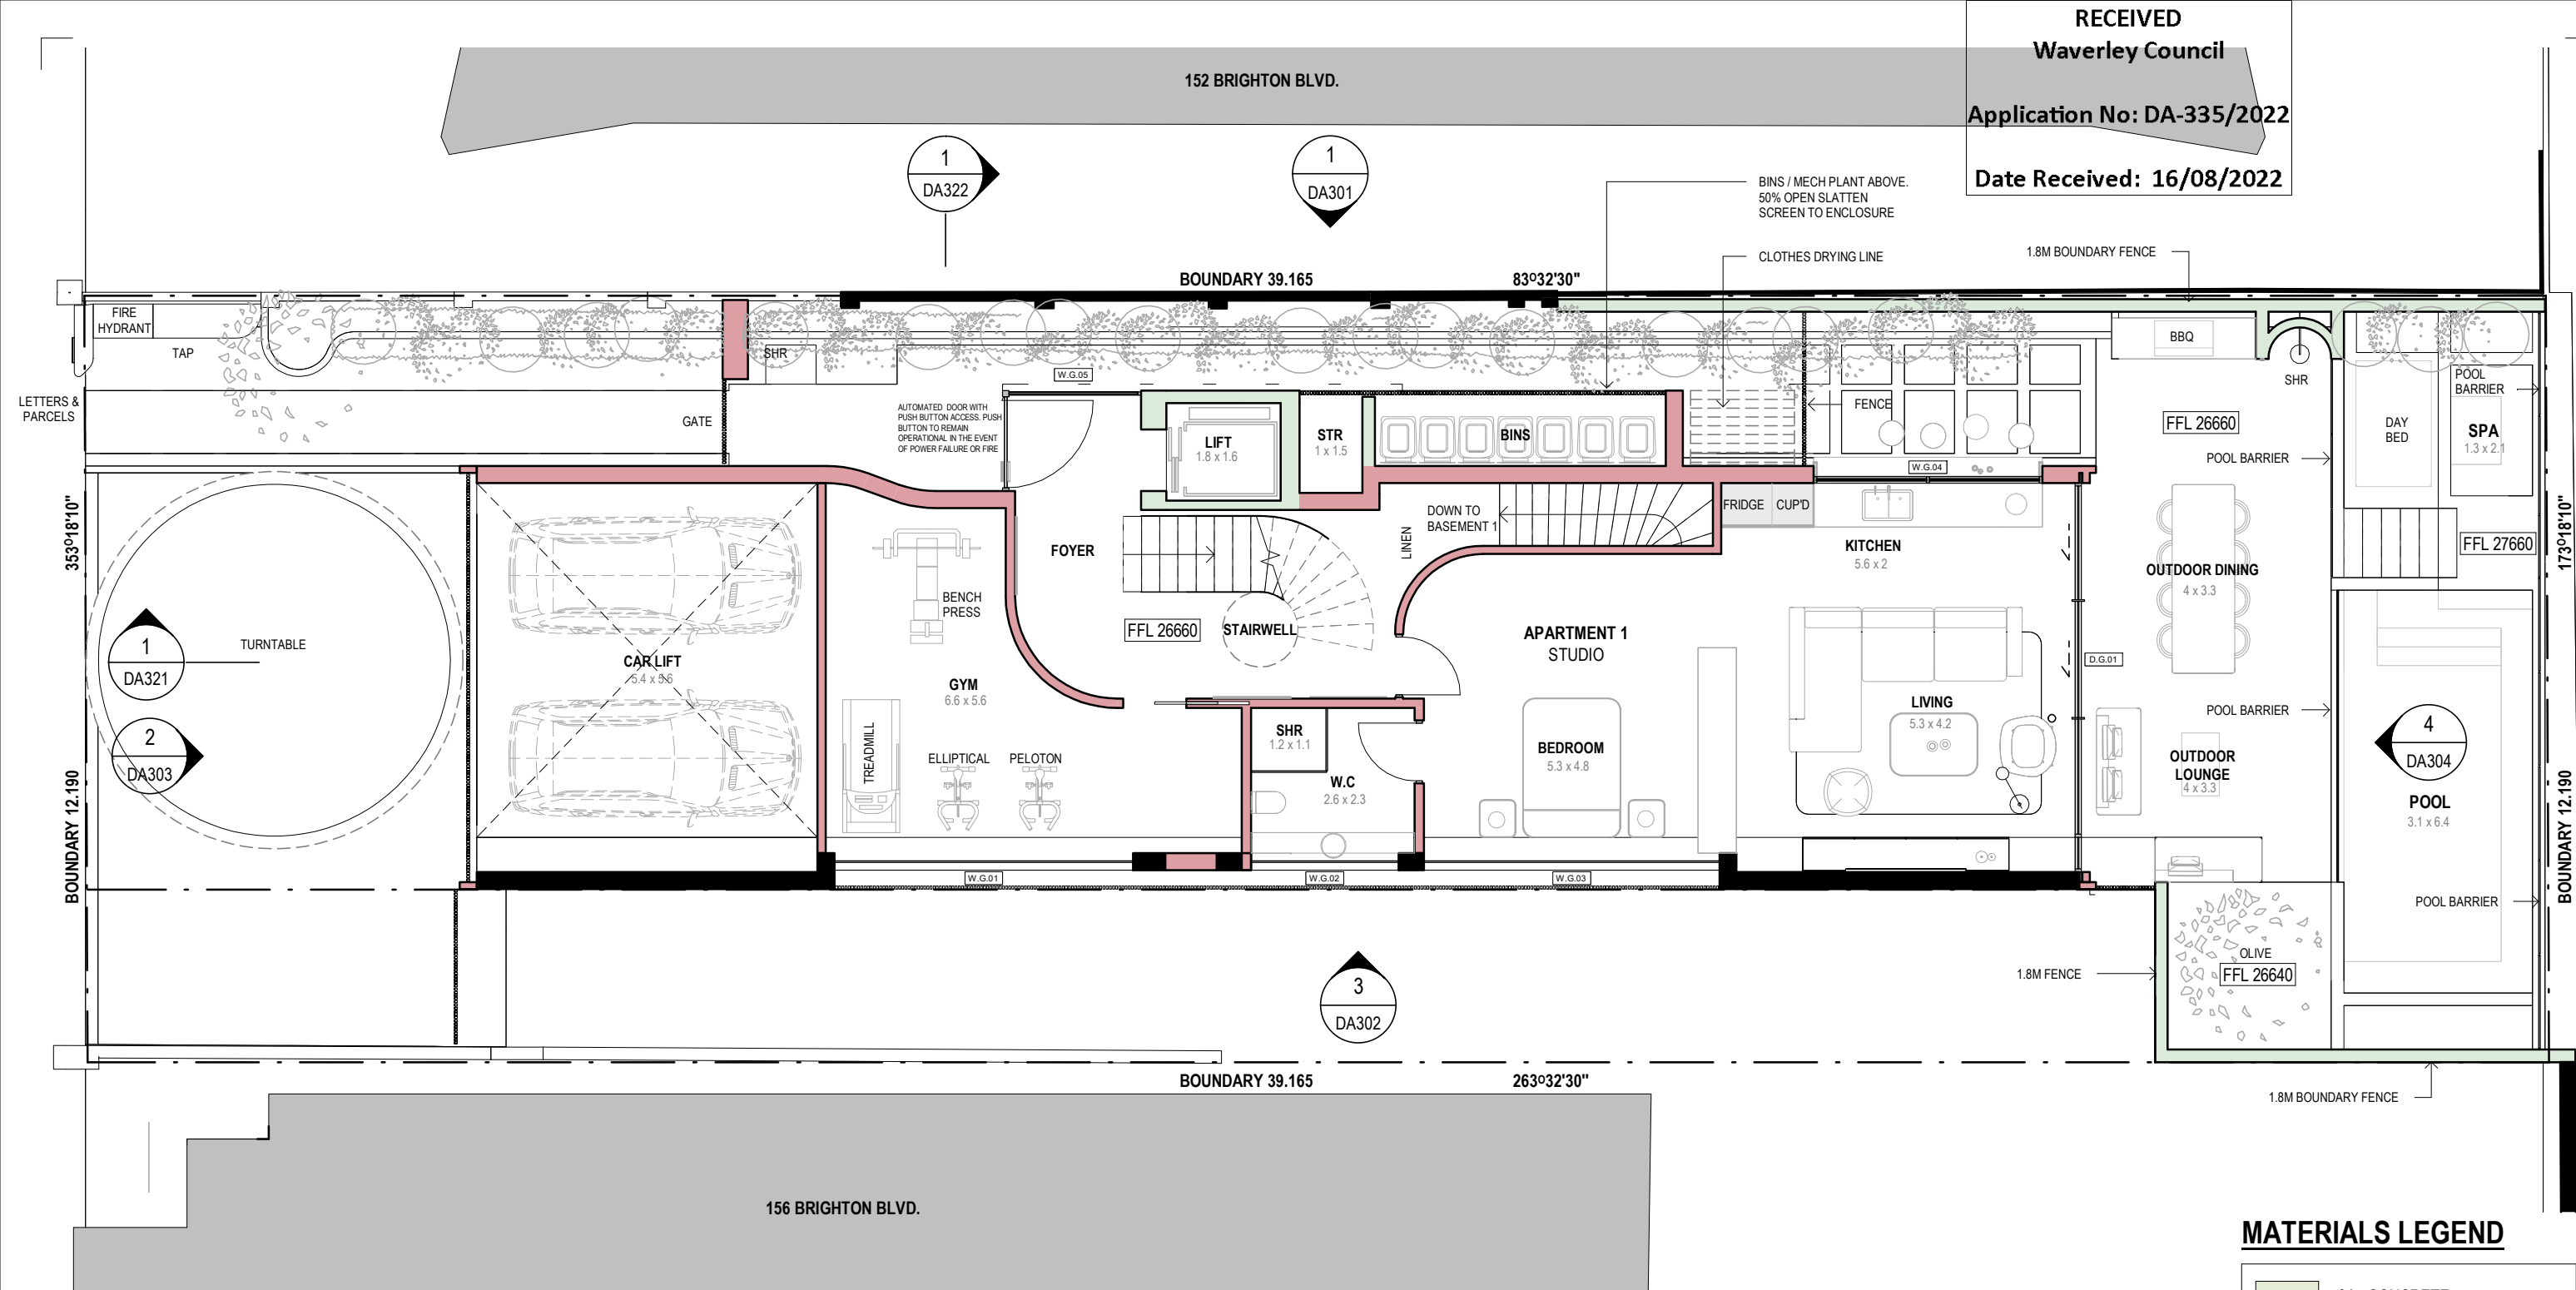 RECEIVED
Waverley Council
Application No: DA-335/2022
Date Received: 16/08/2022
152 BRIGHTON BLVD.
1
DA322
1
DA301
BINS / MECH PLANT ABOVE.
50% OPEN SLATTEN
SCREEN TO ENCLOSURE
CLOTHES DRYING LINE
1.8M BOUNDARY FENCE
BOUNDARY 39.165
83º32'30"
FIRE
HYDRANT
TAP
SHR
LETTERS &
PARCELS
GATE
W.G.05
AUTOMATED DOOR WITH
PUSH BUTTON ACCESS. PUSH
BUTTON TO REMAIN
OPERATIONAL IN THE EVENT
OF POWER FAILURE OR FIRE
LIFT
1.8 x 1.6
STR
1 x 1.5
BINS
FENCE
W.G.04
BBQ
SHR
FFL 26660
POOL BARRIER
POOL
BARRIER
DAY
BED
SPA
1.3 x 2.1
FFL 27660
353º18'10"
173º18'10"
BOUNDARY 12.190
BOUNDARY 12.190
TURNTABLE
1
DA321
2
DA303
CAR LIFT
5.4 x 5.6
BENCH
PRESS
GYM
6.6 x 5.6
TREADMILL
ELLIPTICAL
PELOTON
FOYER
FFL 26660
STAIRWELL
LINEN
DOWN TO
BASEMENT 1
FRIDGE
CUP'D
KITCHEN
5.6 x 2
APARTMENT 1
STUDIO
SHR
1.2 x 1.1
W.C
2.6 x 2.3
BEDROOM
5.3 x 4.8
LIVING
5.3 x 4.2
D.G.01
OUTDOOR DINING
4 x 3.3
POOL BARRIER
OUTDOOR
LOUNGE
4 x 3.3
4
DA304
POOL
3.1 x 6.4
POOL BARRIER
W.G.01
W.G.02
W.G.03
OLIVE
FFL 26640
1.8M FENCE
3
DA302
BOUNDARY 39.165
263º32'30"
1.8M BOUNDARY FENCE
156 BRIGHTON BLVD.
MATERIALS LEGEND